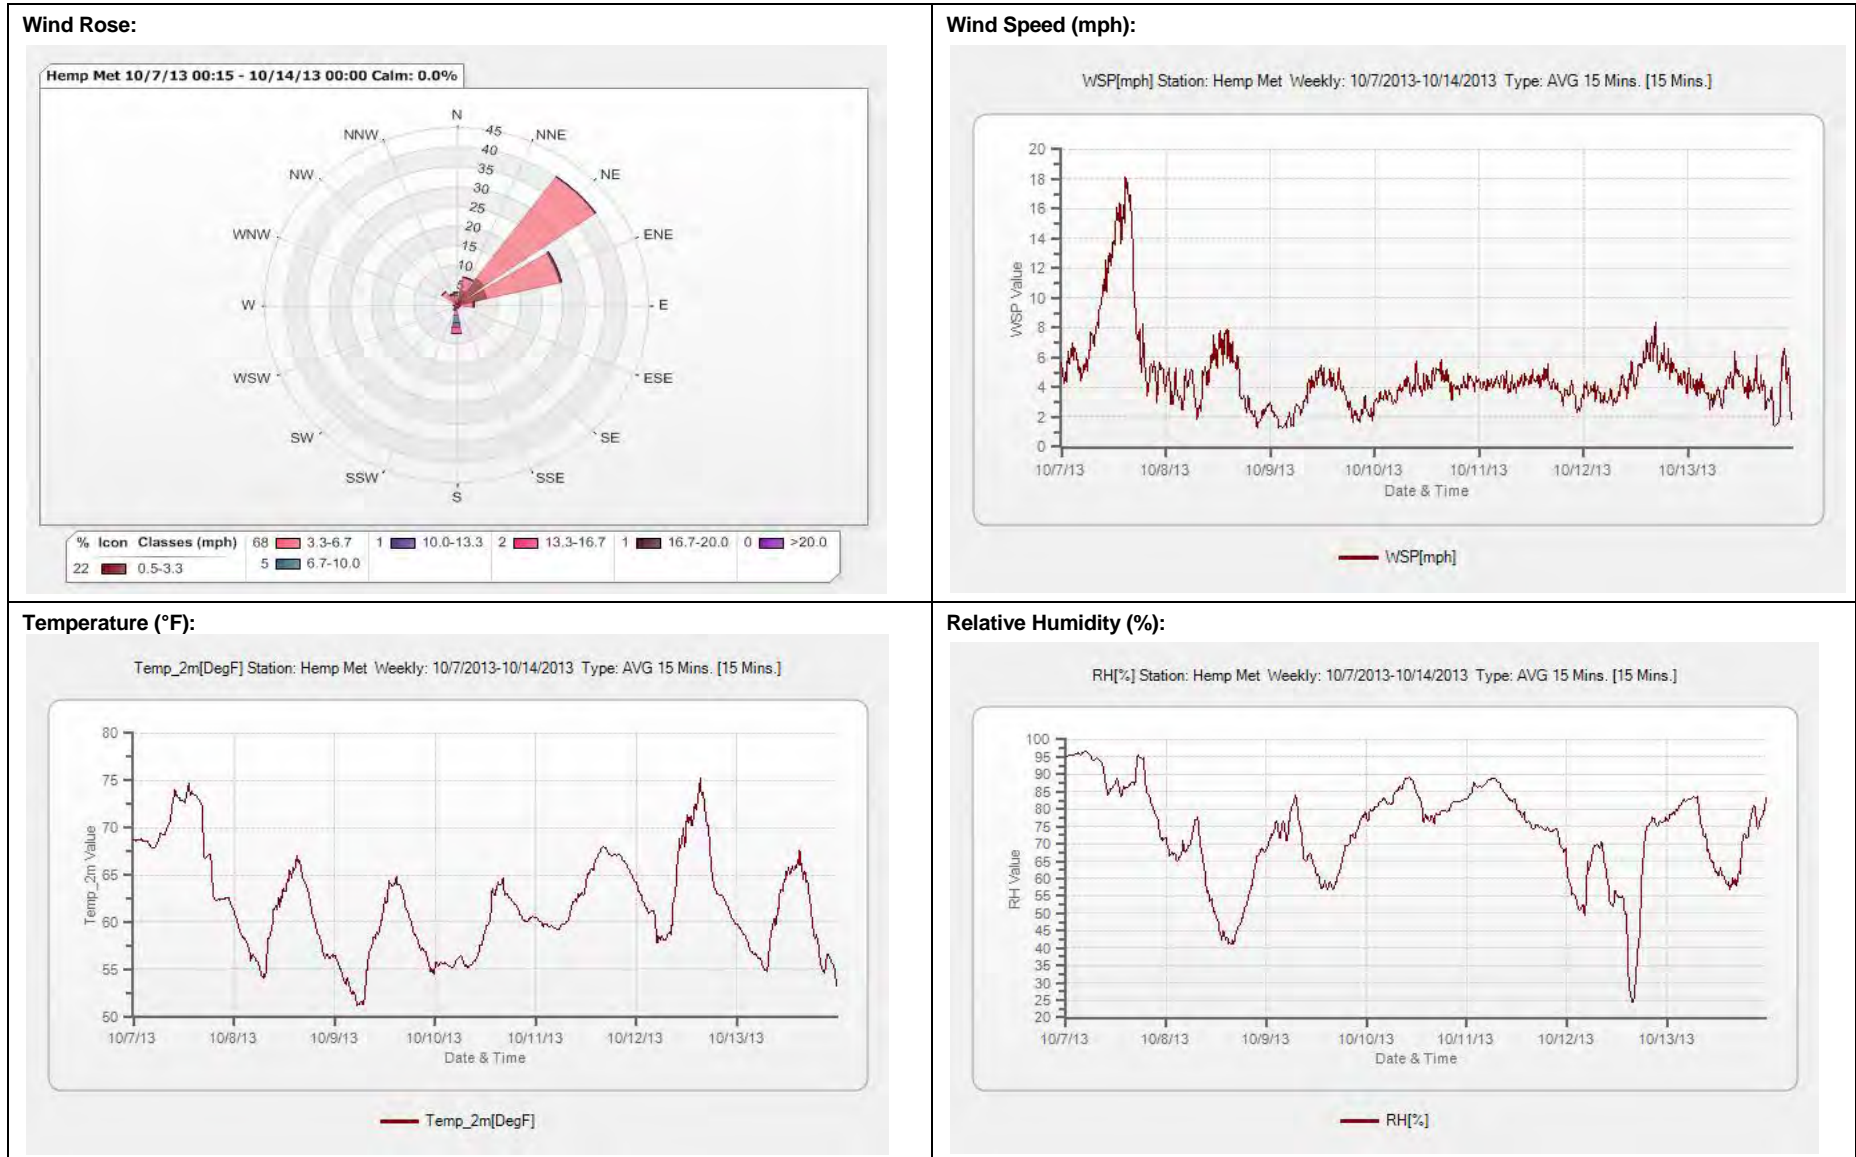 Wind Rose:
Hemp Met 10/7/13 00:15 - 10/14/13 00:00 Calm: 0.0%
N
NNE
NE
ENE
E
ESE
SE
SSE
S
SSW
SW
WSW
W
WNW
NW
NNW
45
40
35
30
25
20
15
10
% Icon Classes (mph) 68 3.3-6.7 1 10.0-13.3 2 13.3-16.7 1 16.7-20.0 0 >20.0
22 0.5-3.3 5 6.7-10.0
Wind Speed (mph):
WSP[mph] Station: Hemp Met Weekly: 10/7/2013-10/14/2013 Type: AVG 15 Mins. [15 Mins.]
WSP Value
20
18
16
14
12
10
8
6
4
2
0
10/7/13 10/8/13 10/9/13 10/10/13 10/11/13 10/12/13 10/13/13
Date & Time
WSP[mph]
Temperature (°F):
Temp_2m[DegF] Station: Hemp Met Weekly: 10/7/2013-10/14/2013 Type: AVG 15 Mins. [15 Mins.]
Temp_2m Value
80
75
70
65
60
55
50
10/7/13 10/8/13 10/9/13 10/10/13 10/11/13 10/12/13 10/13/13
Date & Time
Temp_2m[DegF]
Relative Humidity (%):
RH[%] Station: Hemp Met Weekly: 10/7/2013-10/14/2013 Type: AVG 15 Mins. [15 Mins.]
RH Value
100
95
90
85
80
75
70
65
60
55
50
45
40
35
30
25
20
10/7/13 10/8/13 10/9/13 10/10/13 10/11/13 10/12/13 10/13/13
Date & Time
RH[%]